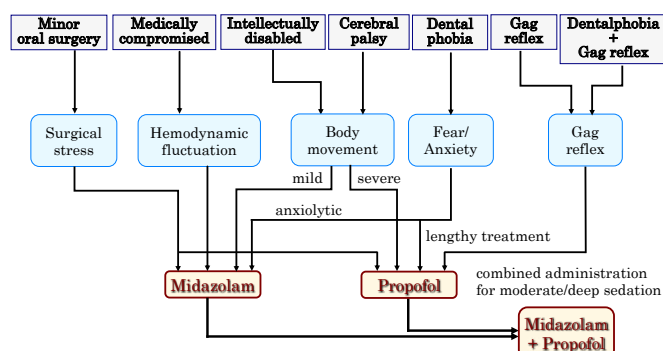 Minor
oral surgery
Medically
compromised
Intellectually
disabled
Cerebral
palsy
Dental
phobia
Gag
reflex
Dentalphobia
+
Gag reflex
Surgical
stress
Hemodynamic
fluctuation
Body
movement
Fear/
Anxiety
Gag
reflex
mild
severe
anxiolytic
lengthy treatment
Midazolam
Propofol
combined administration
for moderate/deep sedation
Midazolam
+ Propofol